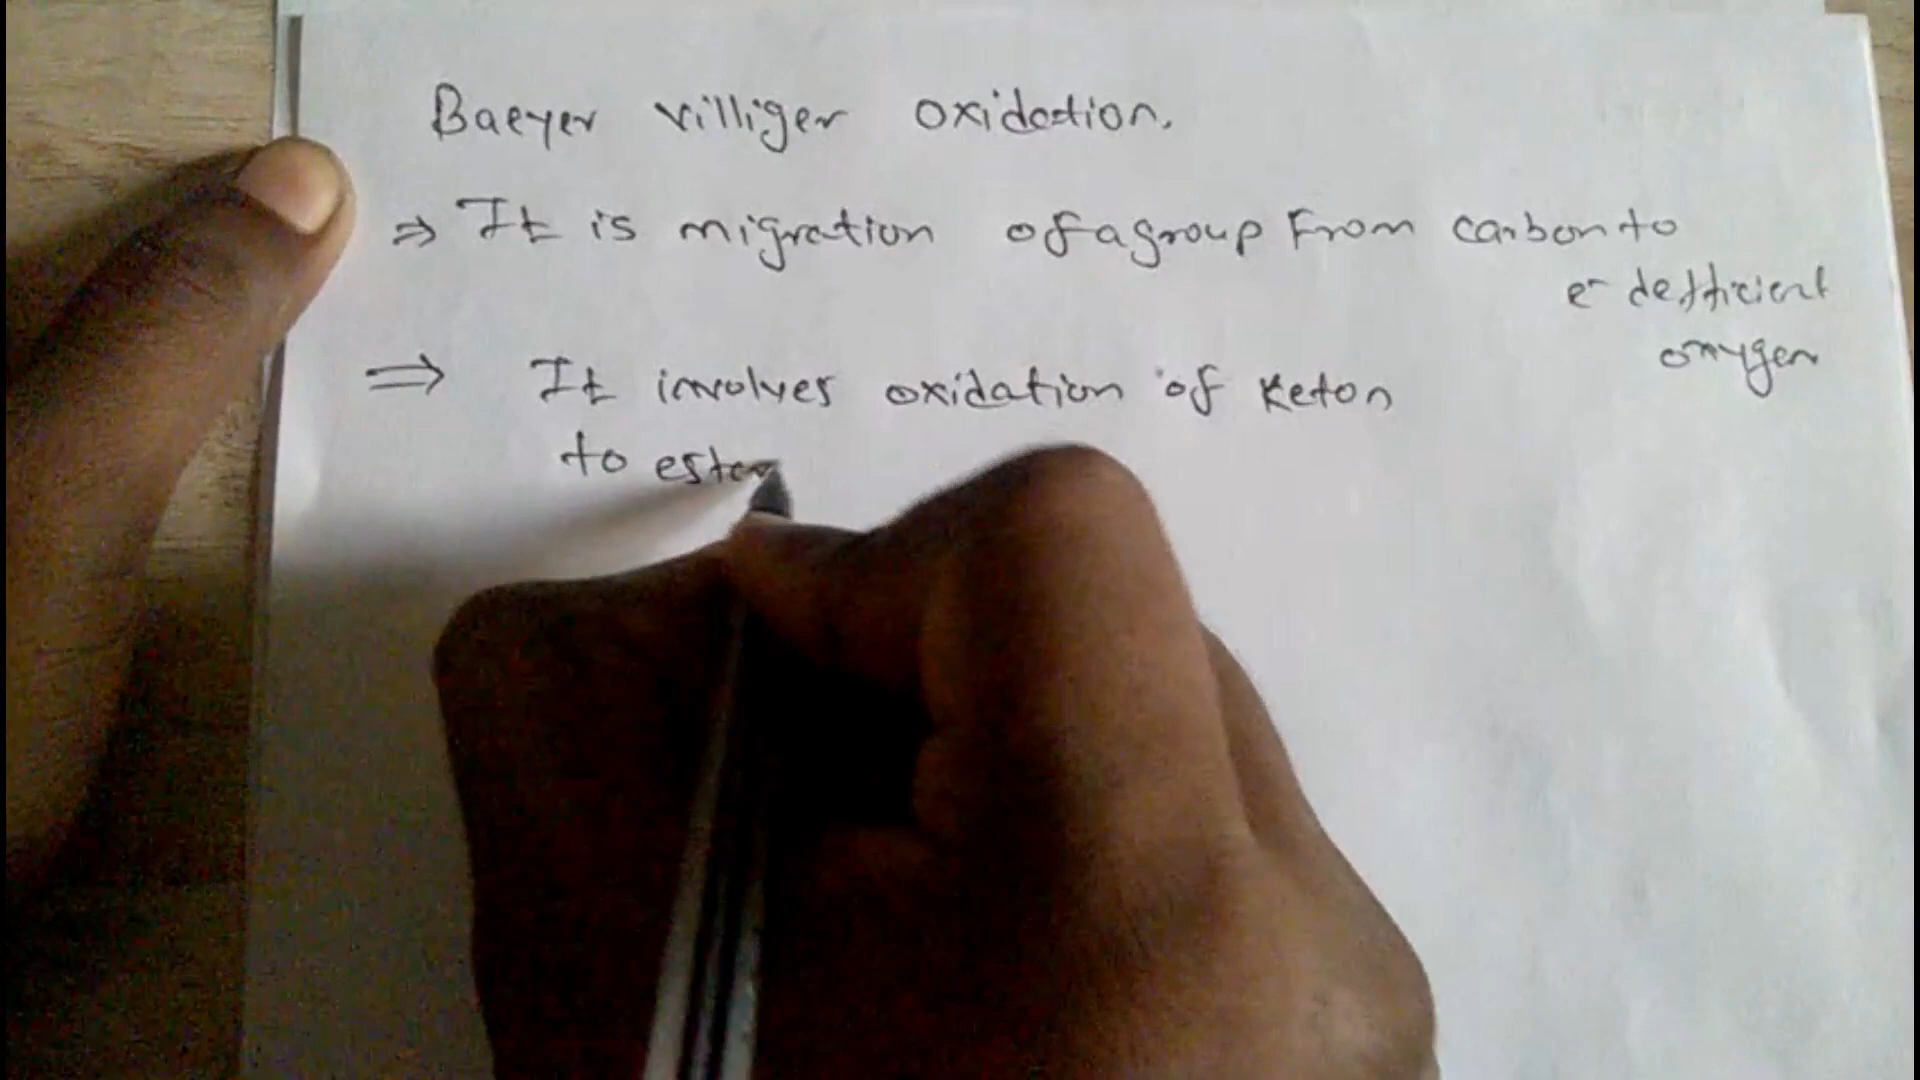 Baeyer villiger oxidation.
⇒ It is migration of a group From carbon to
e⁻ defficient
oxygen
⇒ It involves oxidation of Keton
to ester